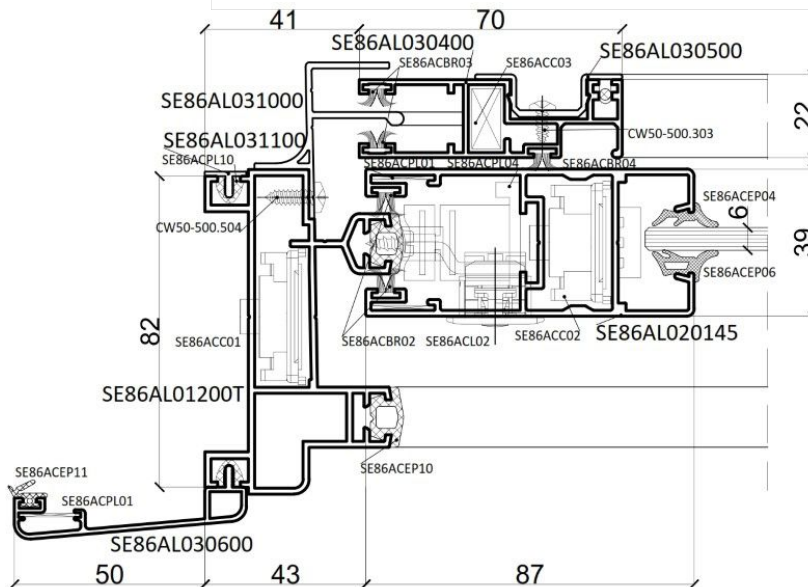 41
70
SE86AL030400
SE86ACBR03
SE86ACC03
SE86AL030500
SE86AL031000
22
CW50-500.303
SE86AL031100
SE86ACPL10
SE86ACPL01
SE86ACPL04
SE86ACBR04
SE86ACEP04
6
CW50-500.504
39
SE86ACEP06
82
SE86ACC01
SE86ACBR02
SE86ACL02
SE86ACC02
SE86AL020145
SE86AL01200T
SE86ACEP10
SE86ACEP11
SE86ACPL01
SE86AL030600
50
43
87